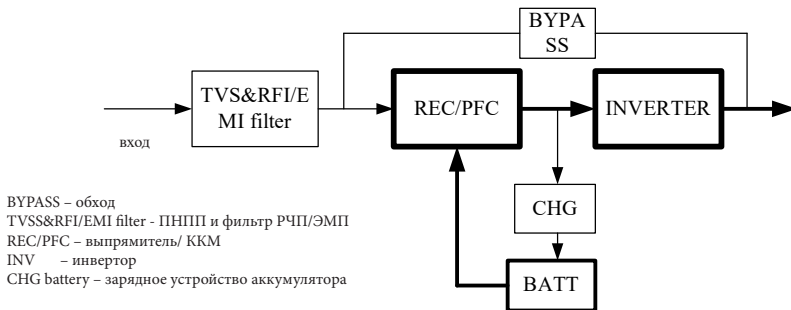 BYPA
SS
TVS&RFI/E
MI filter
REC/PFC
INVERTER
вход
CHG
BATT
BYPASS – обход
TVSS&RFI/EMI filter - ПНПП и фильтр РЧП/ЭМП
REC/PFC – выпрямитель/ ККМ
INV – инвертор
CHG battery – зарядное устройство аккумулятора